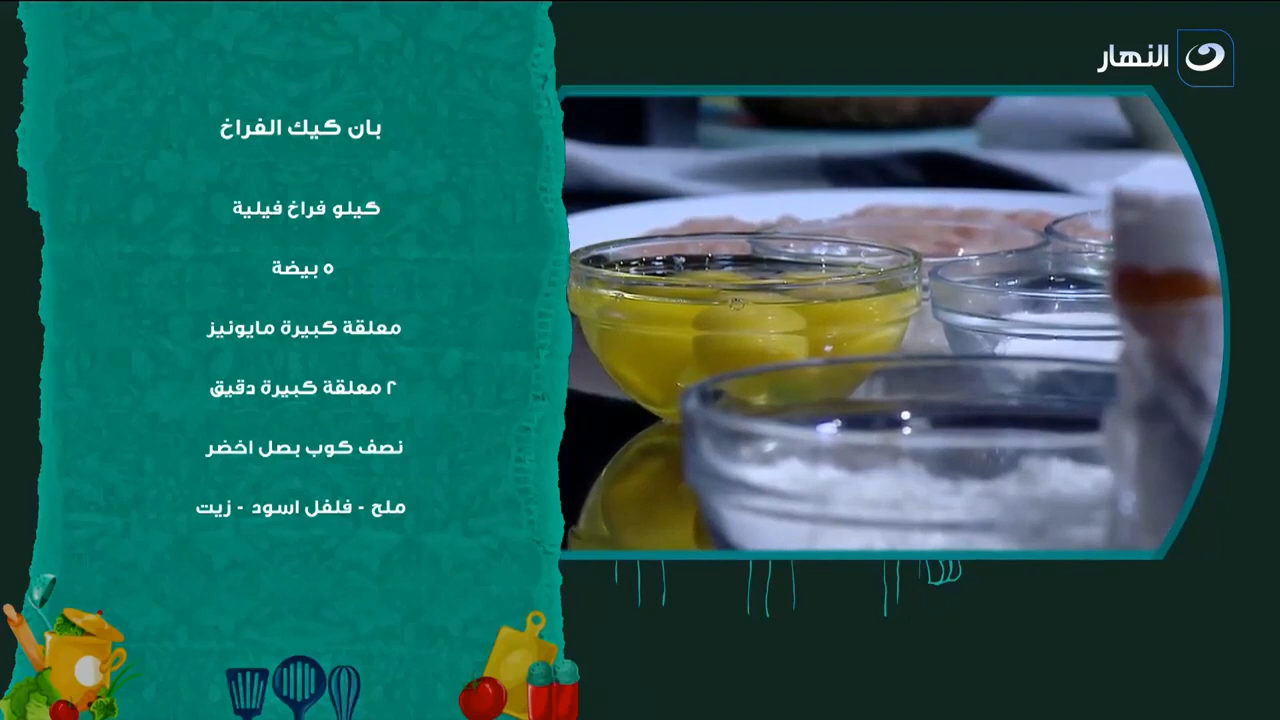 النهار
بان كيك الفراخ
كيلو فراخ فيلية
٥ بيضة
معلقة كبيرة مايونيز
٢ معلقة كبيرة دقيق
نصف كوب بصل اخضر
ملح - فلفل اسود - زيت